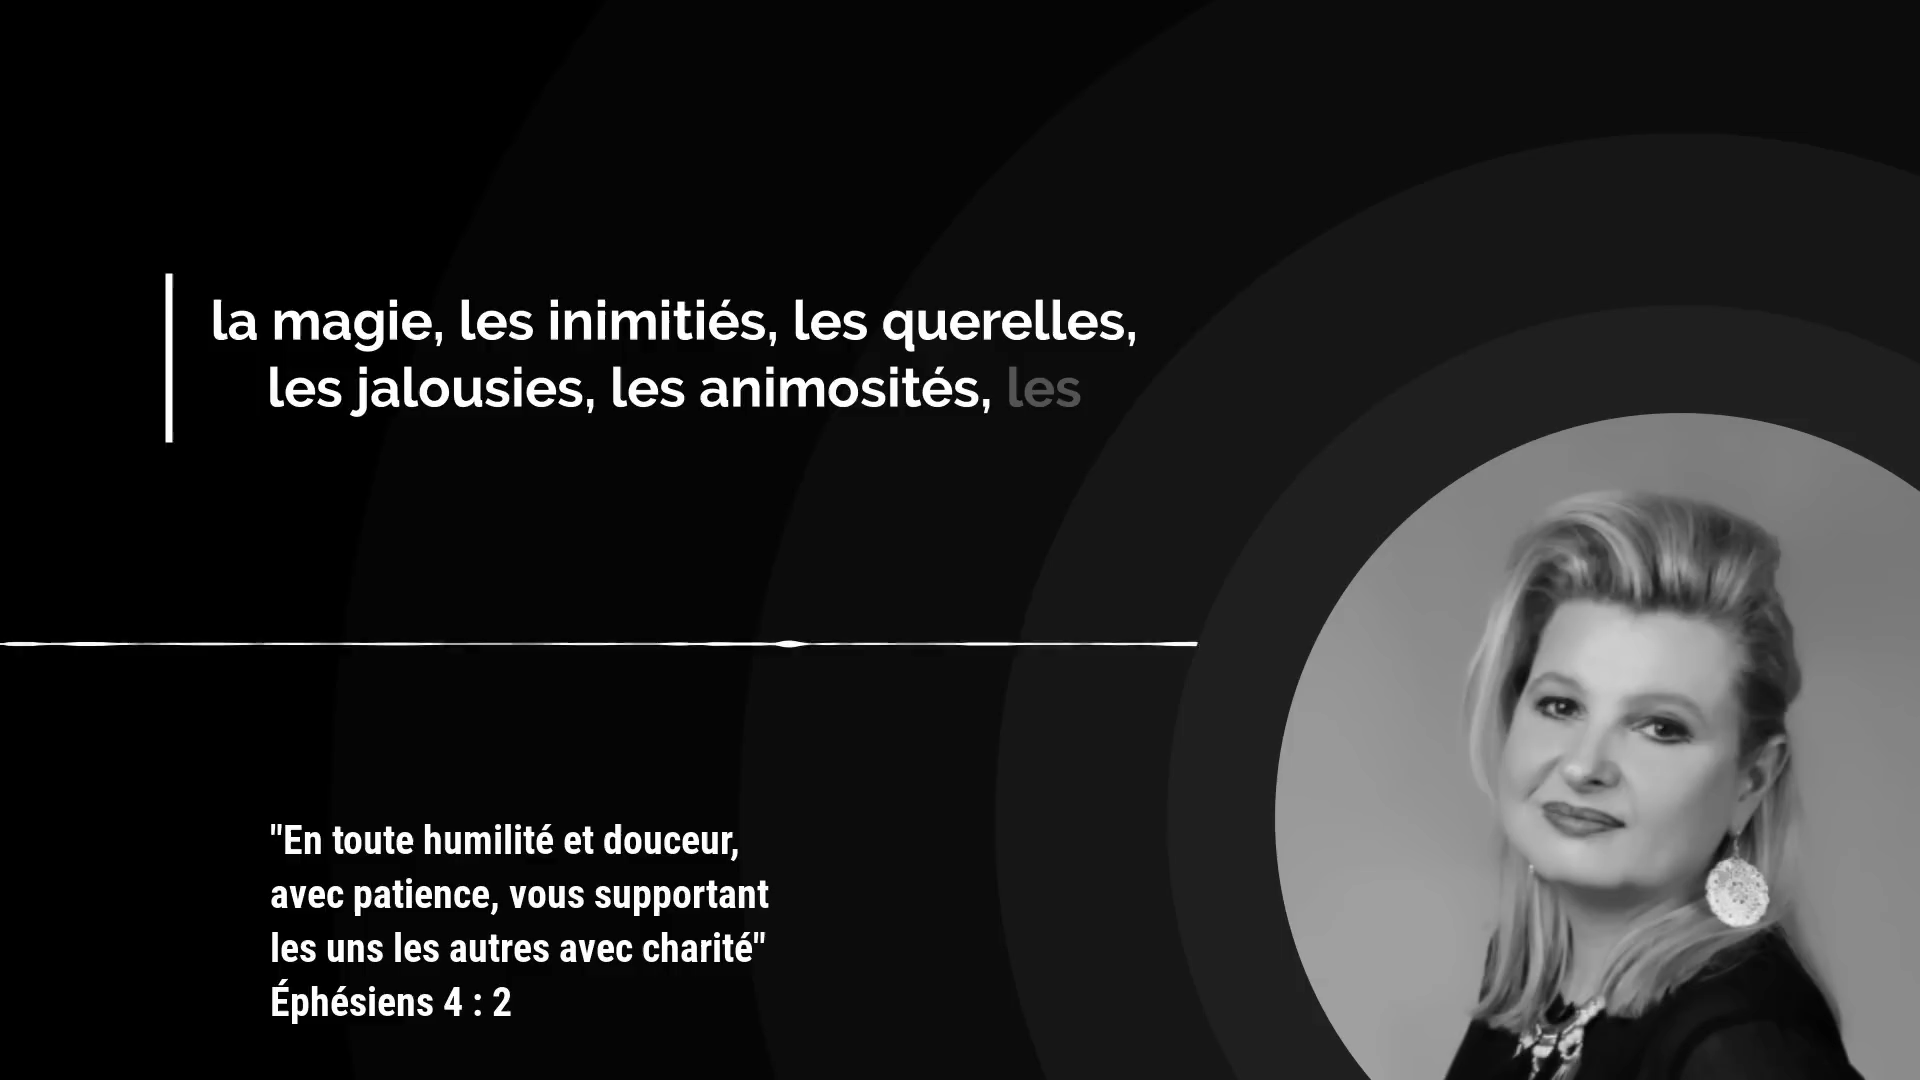 la magie, les inimitiés, les querelles,
les jalousies, les animosités, les
"En toute humilité et douceur,
avec patience, vous supportant
les uns les autres avec charité"
Éphésiens 4 : 2